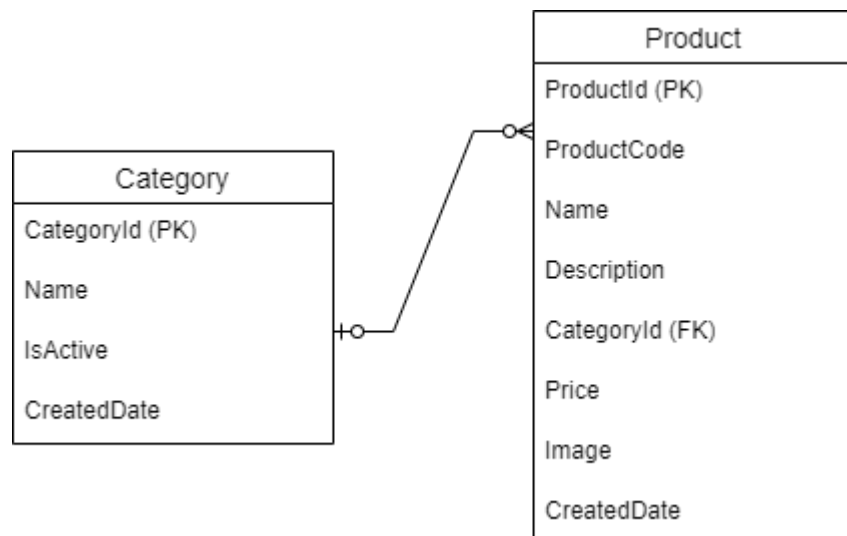 Category
CategoryId (PK)
Name
IsActive
CreatedDate
Product
ProductId (PK)
ProductCode
Name
Description
CategoryId (FK)
Price
Image
CreatedDate